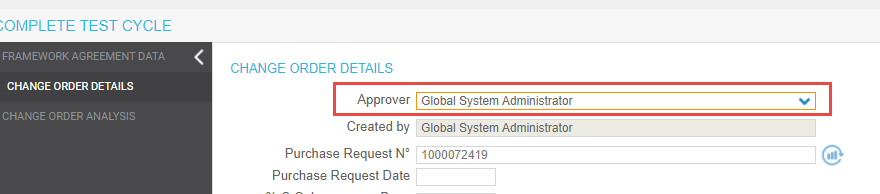 COMPLETE TEST CYCLE
FRAMEWORK AGREEMENT DATA
CHANGE ORDER DETAILS
CHANGE ORDER ANALYSIS
CHANGE ORDER DETAILS
Approver Global System Administrator
Created by Global System Administrator
Purchase Request N° 1000072419
Purchase Request Date